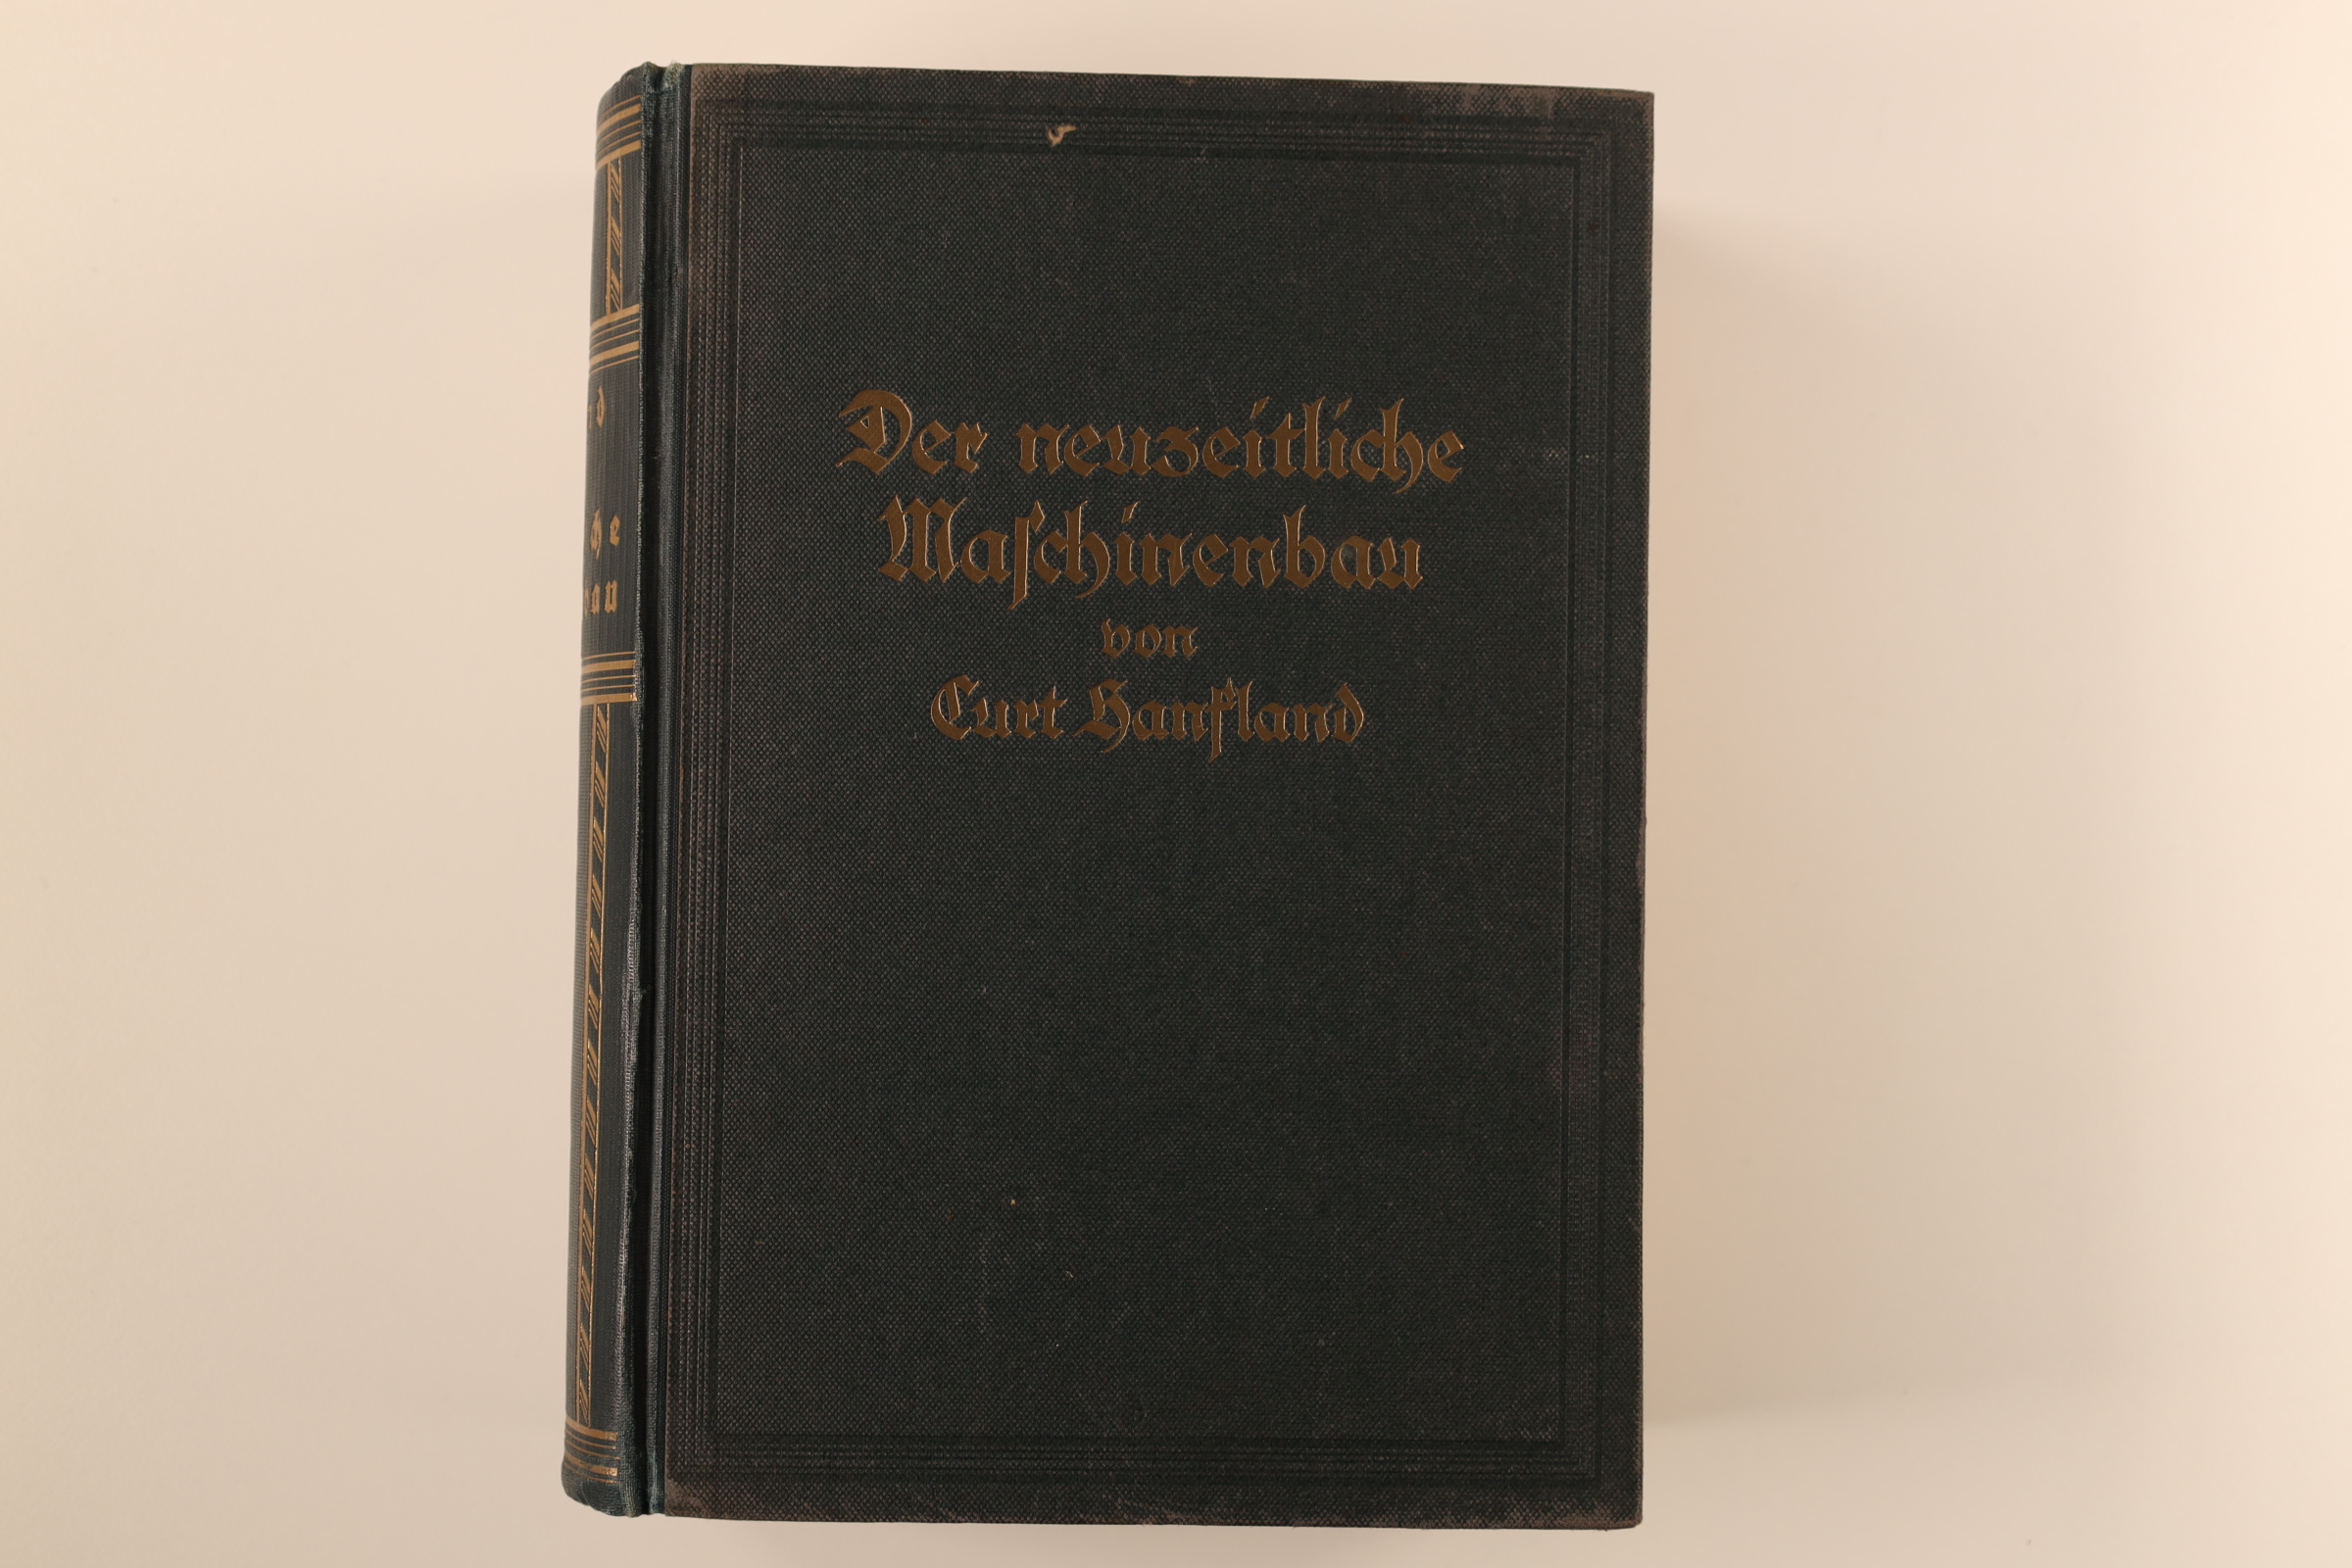 Der neuzeitliche
Maſchinenbau
von
Curt Hanfland